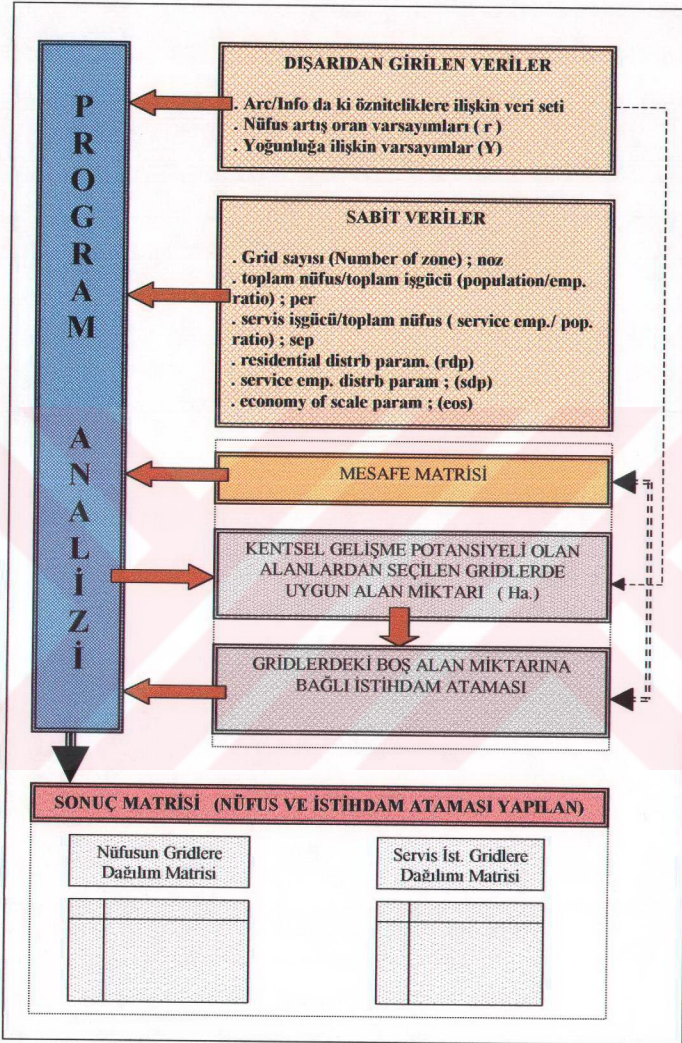 PROGRAM ANALİZİ
DIŞARIDAN GİRİLEN VERİLER
. Arc/Info da ki özniteliklere ilişkin veri seti
. Nüfus artış oran varsayımları ( r )
. Yoğunluğa ilişkin varsayımlar (Y)
SABİT VERİLER
. Grid sayısı (Number of zone) ; noz
. toplam nüfus/toplam işgücü (population/emp.
ratio) ; per
. servis işgücü/toplam nüfus ( service emp./ pop.
ratio) ; sep
. residential distrb param. (rdp)
. service emp. distrb param ; (sdp)
. economy of scale param ; (eos)
MESAFE MATRİSİ
KENTSEL GELİŞME POTANSİYELİ OLAN
ALANLARDAN SEÇİLEN GRIDLERDE
UYGUN ALAN MİKTARI ( Ha.)
GRIDLERDEKİ BOŞ ALAN MİKTARINA
BAĞLI İSTİHDAM ATAMASI
SONUÇ MATRİSİ (NÜFUS VE İSTİHDAM ATAMASI YAPILAN)
Nüfusun Gridlere
Dağılım Matrisi
Servis İst. Gridlere
Dağılımı Matrisi